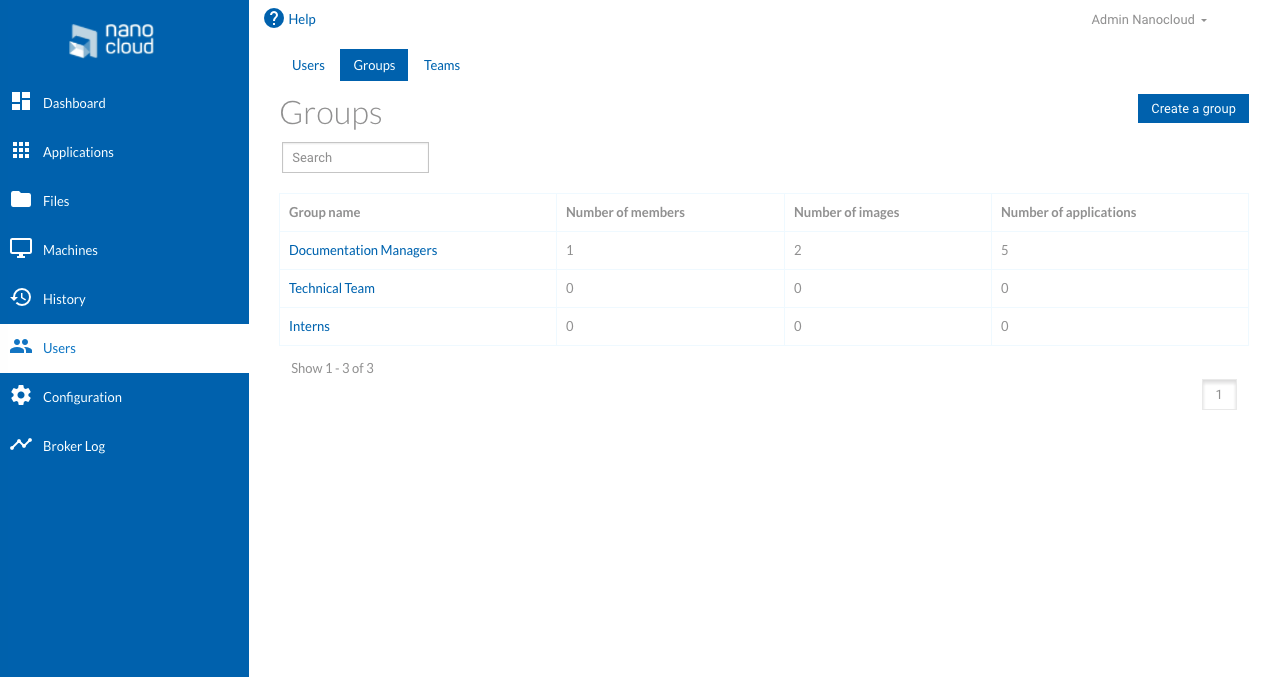 nano
cloud
Dashboard
Applications
Files
Machines
History
Users
Configuration
Broker Log
? Help
Admin Nanocloud
Users Groups Teams
Groups
Create a group
Search
Group name Number of members Number of images Number of applications
Documentation Managers 1 2 5
Technical Team 0 0 0
Interns 0 0 0
Show 1 - 3 of 3
1